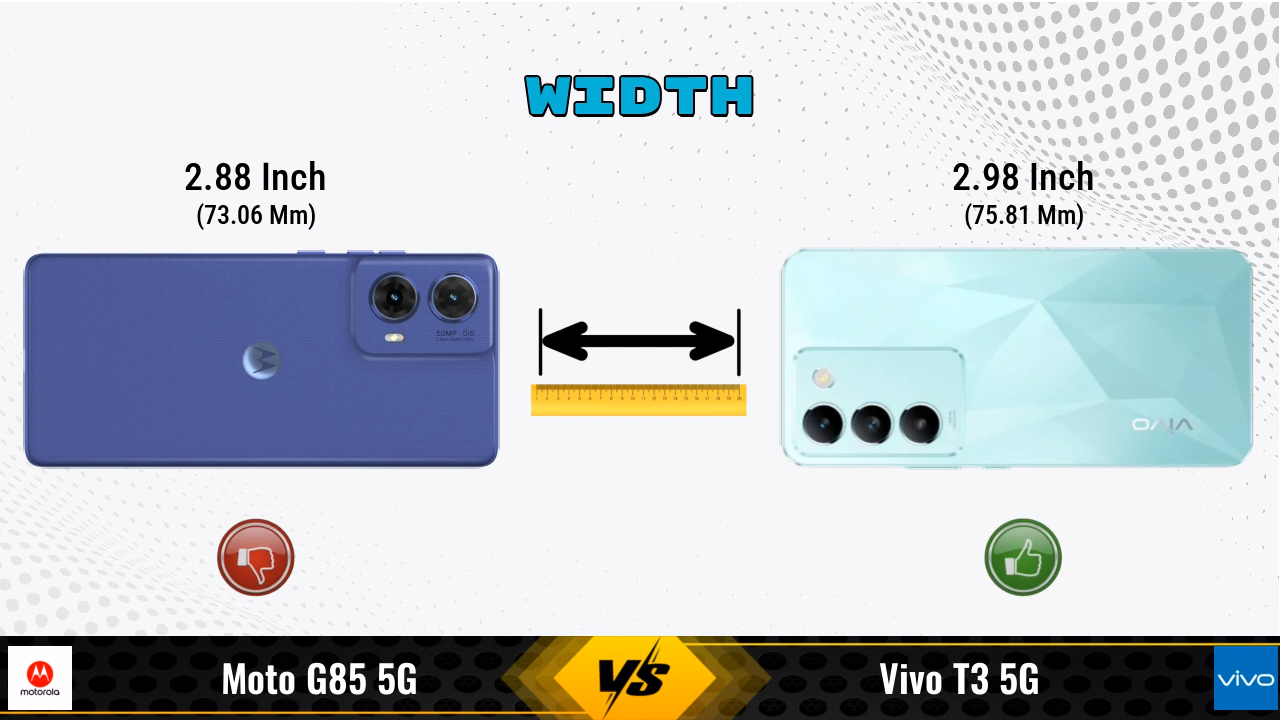 WIDTH
2.88 Inch
(73.06 Mm)
2.98 Inch
(75.81 Mm)
50MP OIS
vivo
Moto G85 5G
VS
Vivo T3 5G
motorola
vivo